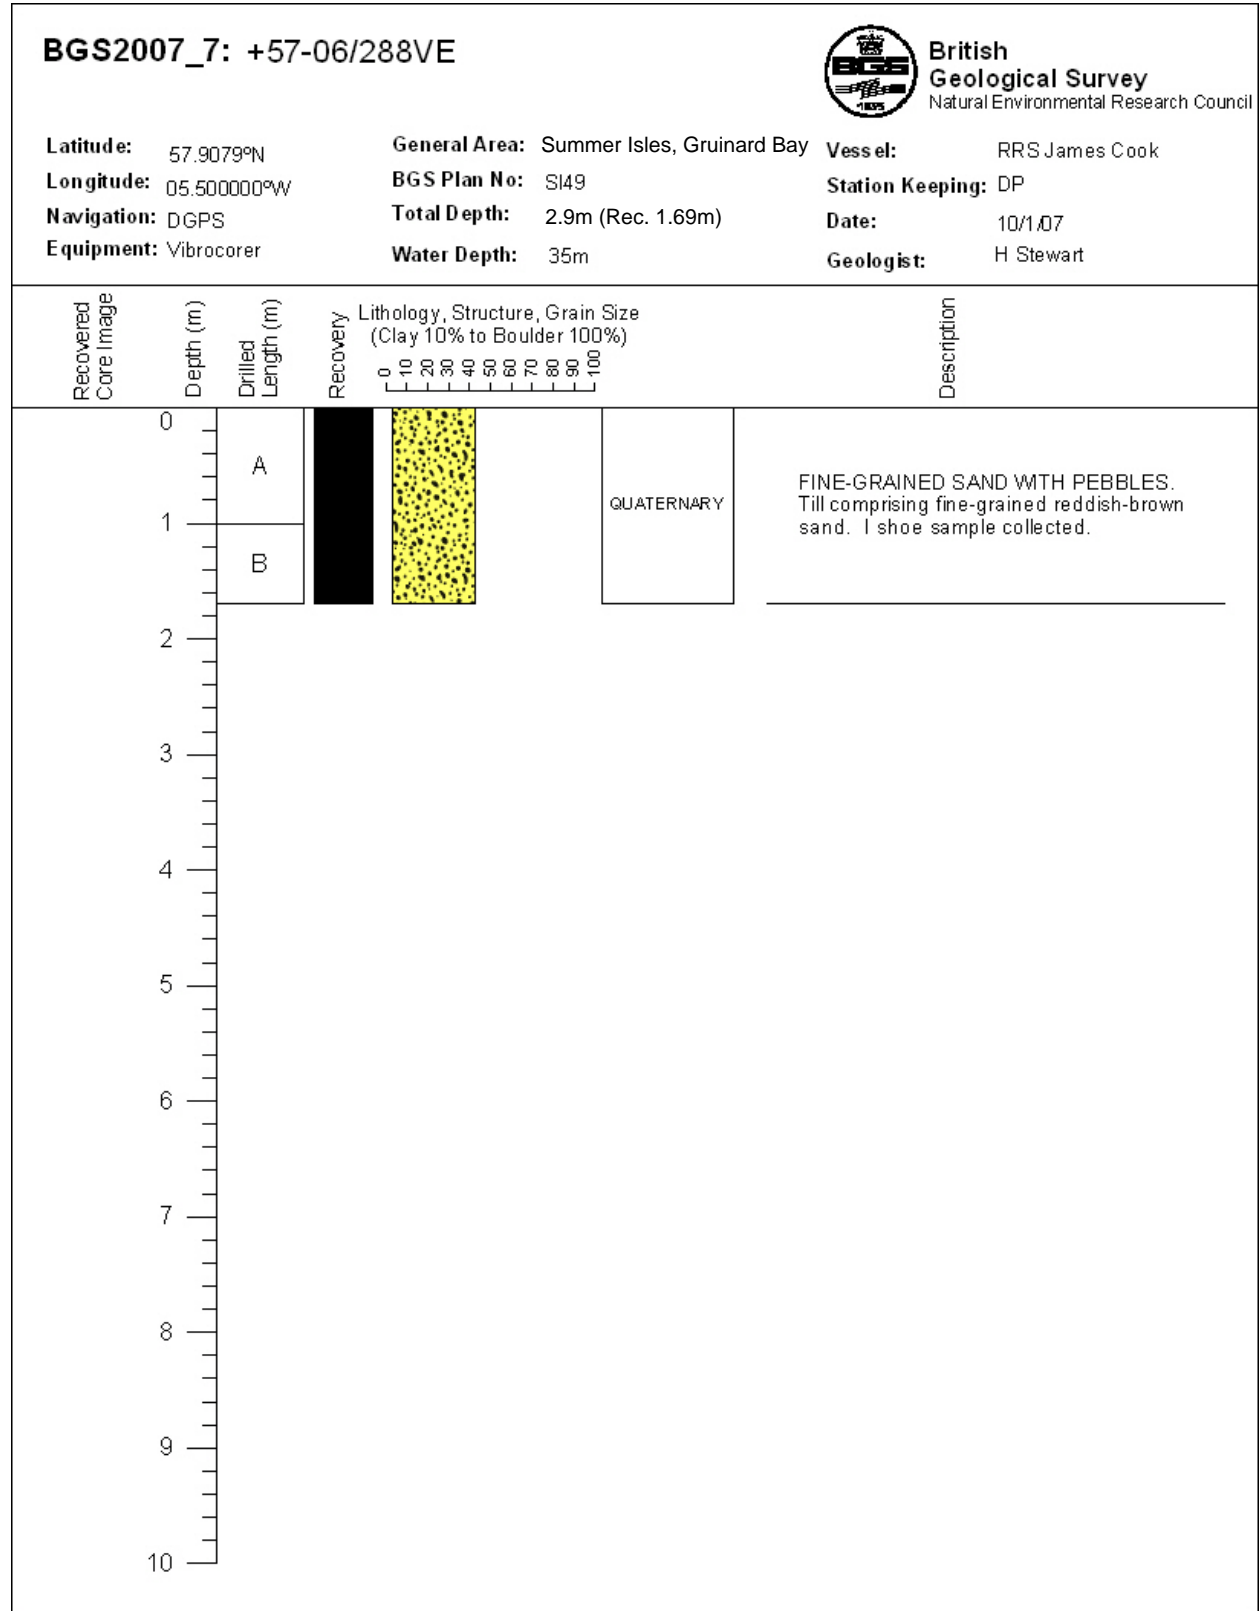 BGS2007_7: +57-06/288VE
BGS
1835
British
Geological Survey
Natural Environmental Research Council
Latitude: 57.9079ºN
Longitude: 05.500000ºW
Navigation: DGPS
Equipment: Vibrocorer
General Area: Summer Isles, Gruinard Bay
BGS Plan No: SI49
Total Depth: 2.9m (Rec. 1.69m)
Water Depth: 35m
Vessel: RRS James Cook
Station Keeping: DP
Date: 10/1/07
Geologist: H Stewart
Recovered
Core Image
Depth (m)
Drilled
Length (m)
Recovery
Lithology, Structure, Grain Size
(Clay 10% to Boulder 100%)
0 10 20 30 40 50 60 70 80 90 100
Description
0
A
1
B
QUATERNARY
FINE-GRAINED SAND WITH PEBBLES.
Till comprising fine-grained reddish-brown
sand. I shoe sample collected.
2
3
4
5
6
7
8
9
10